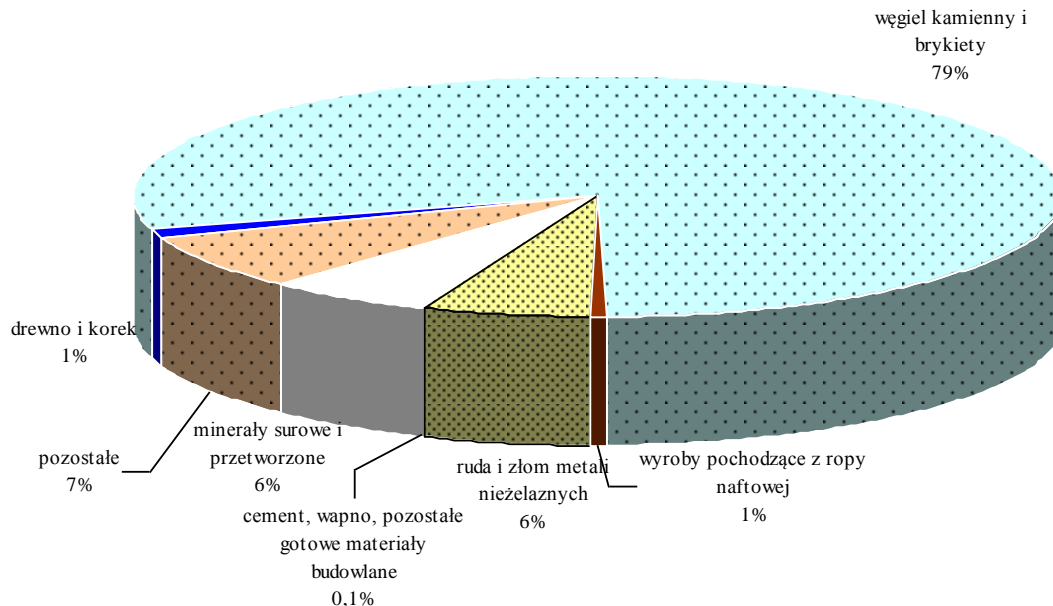 węgiel kamienny i
brykiety
79%
drewno i korek
1%
pozostałe
7%
minerały surowe i
przetworzone
6%
cement, wapno, pozostałe
gotowe materiały
budowlane
0,1%
ruda i złom metali
nieżelaznych
6%
wyroby pochodzące z ropy
naftowej
1%